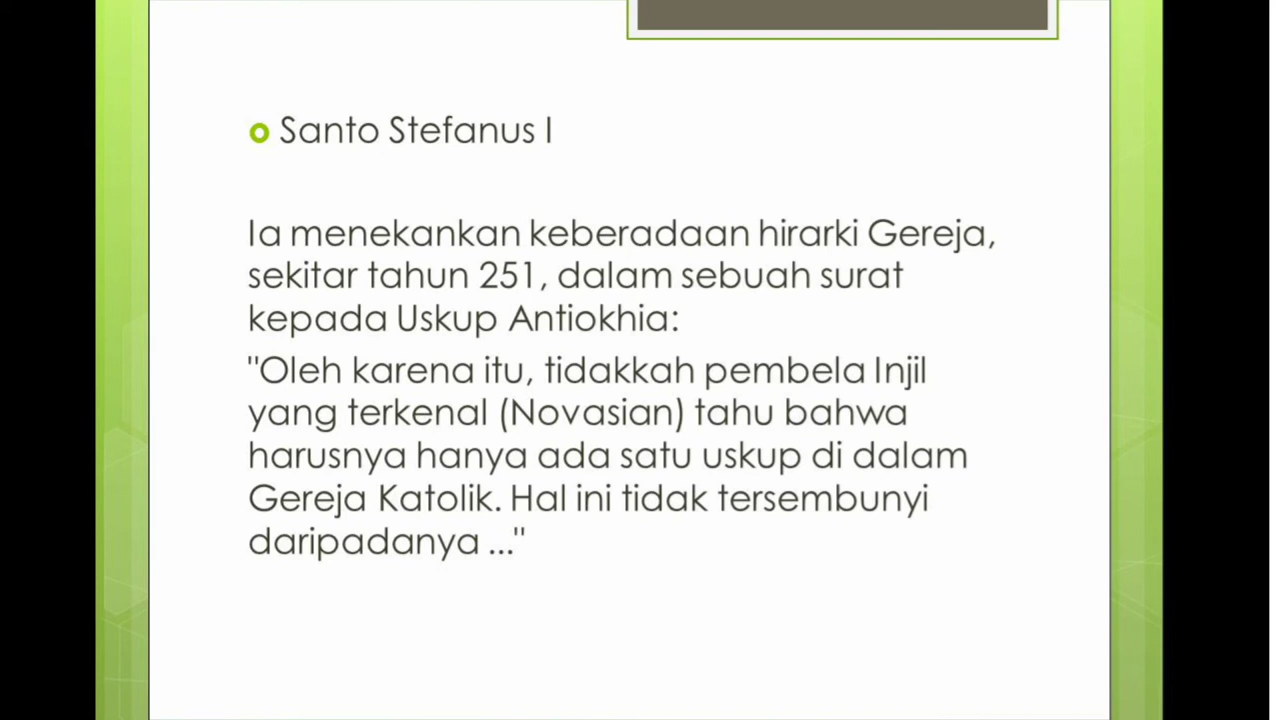 Santo Stefanus I
Ia menekankan keberadaan hirarki Gereja,
sekitar tahun 251, dalam sebuah surat
kepada Uskup Antiokhia:
"Oleh karena itu, tidakkah pembela Injil
yang terkenal (Novasian) tahu bahwa
harusnya hanya ada satu uskup di dalam
Gereja Katolik. Hal ini tidak tersembunyi
daripadanya ..."